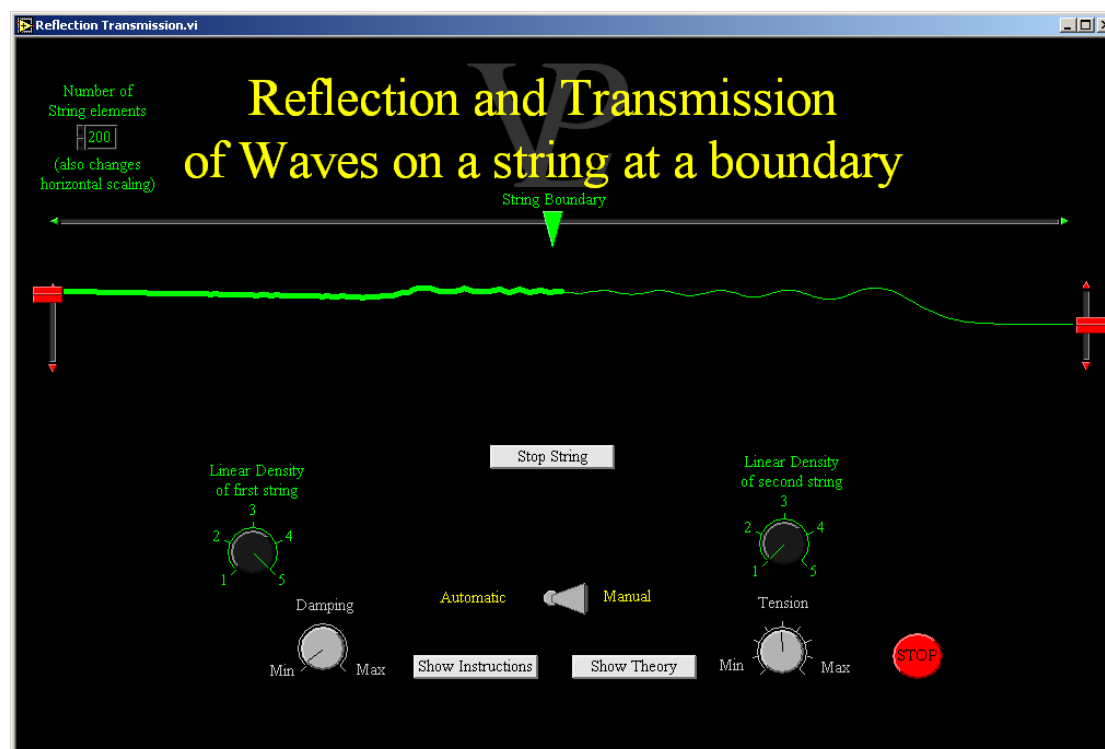 Reflection Transmission.vi
VPL
Reflection and Transmission
of Waves on a string at a boundary
Number of
String elements
200
(also changes
horizontal scaling)
String Boundary
Stop String
Linear Density
of first string
1
2
3
4
5
Linear Density
of second string
1
2
3
4
5
Automatic
Manual
Damping
Min
Max
Show Instructions
Show Theory
Tension
Min
Max
STOP